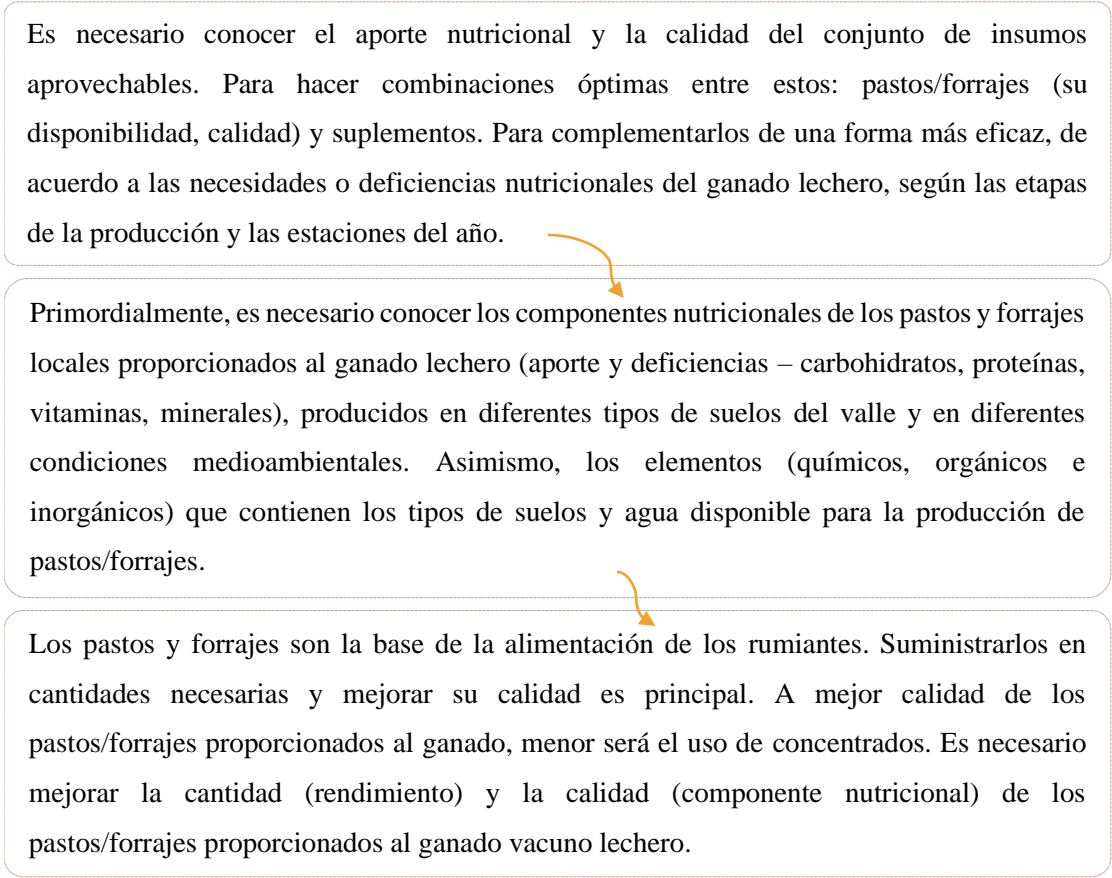 Es necesario conocer el aporte nutricional y la calidad del conjunto de insumos
aprovechables. Para hacer combinaciones óptimas entre estos: pastos/forrajes (su
disponibilidad, calidad) y suplementos. Para complementarlos de una forma más eficaz, de
acuerdo a las necesidades o deficiencias nutricionales del ganado lechero, según las etapas
de la producción y las estaciones del año.
Primordialmente, es necesario conocer los componentes nutricionales de los pastos y forrajes
locales proporcionados al ganado lechero (aporte y deficiencias – carbohidratos, proteínas,
vitaminas, minerales), producidos en diferentes tipos de suelos del valle y en diferentes
condiciones medioambientales. Asimismo, los elementos (químicos, orgánicos e
inorgánicos) que contienen los tipos de suelos y agua disponible para la producción de
pastos/forrajes.
Los pastos y forrajes son la base de la alimentación de los rumiantes. Suministrarlos en
cantidades necesarias y mejorar su calidad es principal. A mejor calidad de los
pastos/forrajes proporcionados al ganado, menor será el uso de concentrados. Es necesario
mejorar la cantidad (rendimiento) y la calidad (componente nutricional) de los
pastos/forrajes proporcionados al ganado vacuno lechero.